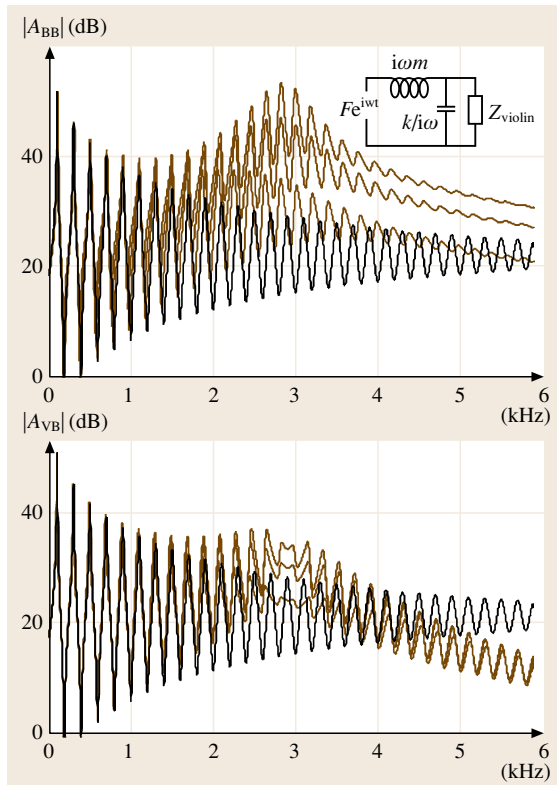 |A_BB| (dB)
iωm
Fe^iwt
k/iω
Z_violin
40
20
0
0 1 2 3 4 5 6
(kHz)
|A_VB| (dB)
40
20
0
0 1 2 3 4 5 6
(kHz)